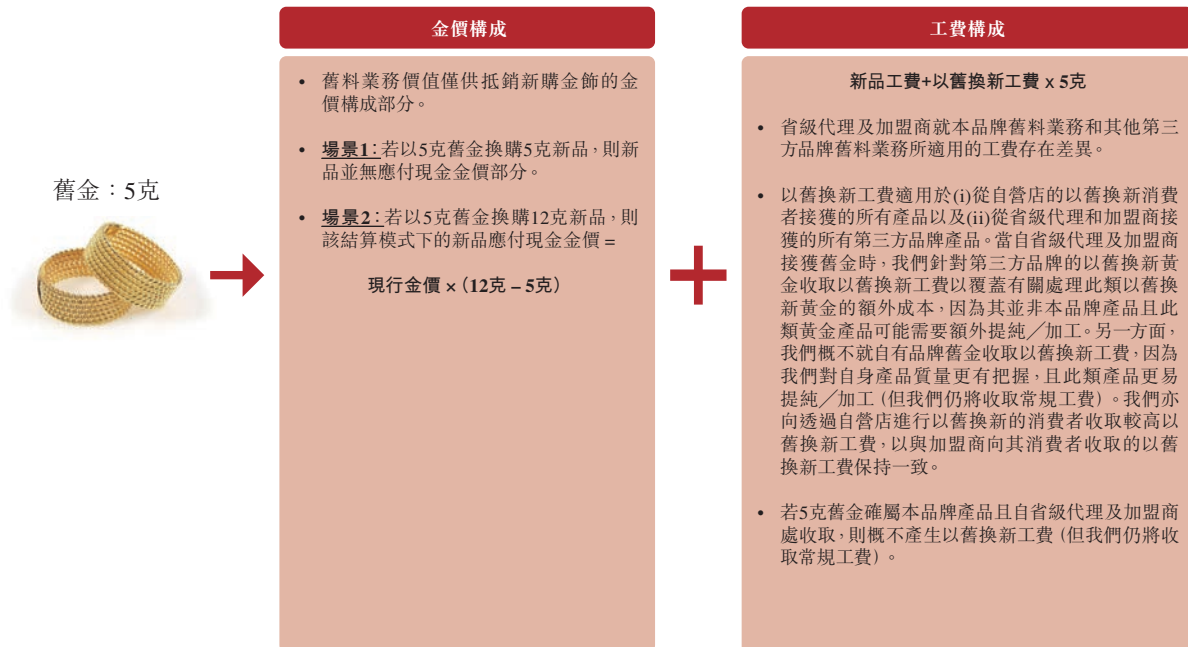 舊金：5克
金價構成
• 舊料業務價值僅供抵銷新購金飾的金
價構成部分。
• 場景1：若以5克舊金換購5克新品，則新
品並無應付現金金價部分。
• 場景2：若以5克舊金換購12克新品，則
該結算模式下的新品應付現金金價 =
現行金價 ×（12克 – 5克）
工費構成
新品工費+以舊換新工費 x 5克
• 省級代理及加盟商就本品牌舊料業務和其他第三
方品牌舊料業務所適用的工費存在差異。
• 以舊換新工費適用於(i)從自營店的以舊換新消費
者接獲的所有產品以及(ii)從省級代理和加盟商接
獲的所有第三方品牌產品。當自省級代理及加盟商
接獲舊金時，我們針對第三方品牌的以舊換新黃
金收取以舊換新工費以覆蓋有關處理此類以舊換
新黃金的額外成本，因為其並非本品牌產品且此
類黃金產品可能需要額外提純／加工。另一方面，
我們概不就自有品牌舊金收取以舊換新工費，因為
我們對自身產品質量更有把握，且此類產品更易
提純／加工（但我們仍將收取常規工費）。我們亦
向透過自營店進行以舊換新的消費者收取較高以
舊換新工費，以與加盟商向其消費者收取的以舊
換新工費保持一致。
• 若5克舊金確屬本品牌產品且自省級代理及加盟商
處收取，則概不產生以舊換新工費（但我們仍將收
取常規工費）。